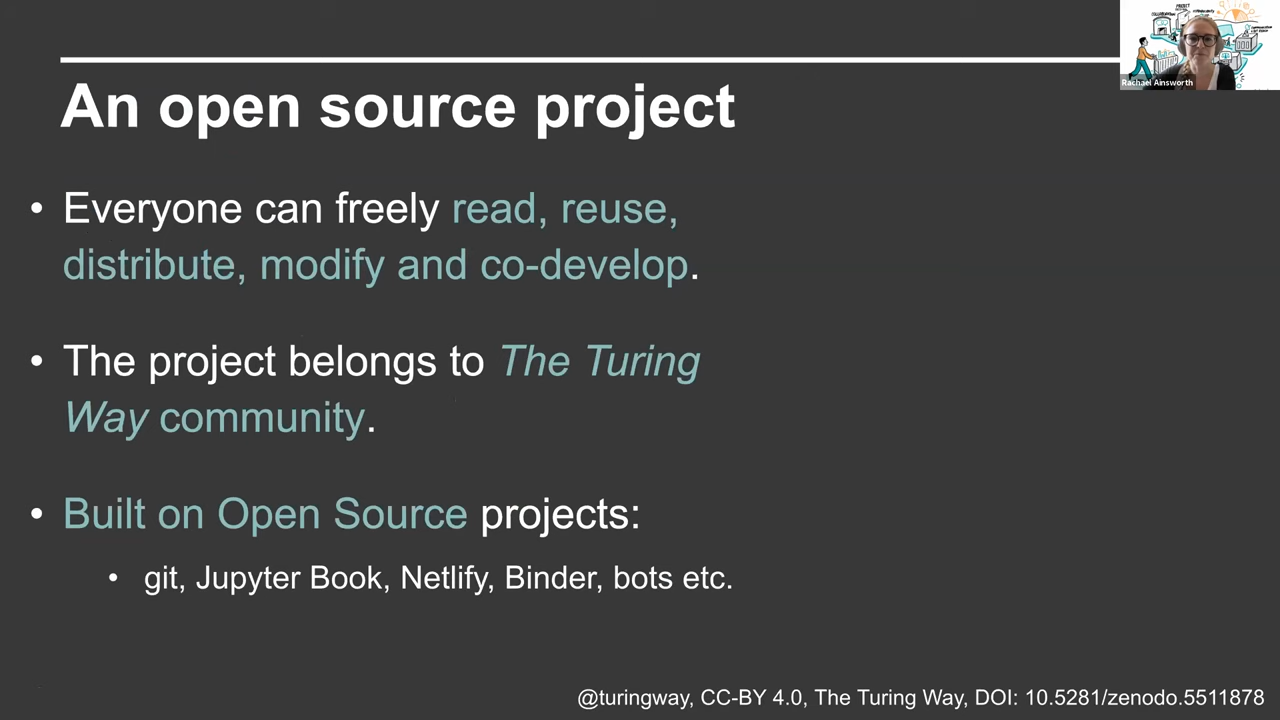 An open source project
• Everyone can freely read, reuse,
distribute, modify and co-develop.
• The project belongs to The Turing
Way community.
• Built on Open Source projects:
• git, Jupyter Book, Netlify, Binder, bots etc.
@turingway, CC-BY 4.0, The Turing Way, DOI: 10.5281/zenodo.5511878
Rachael Ainsworth